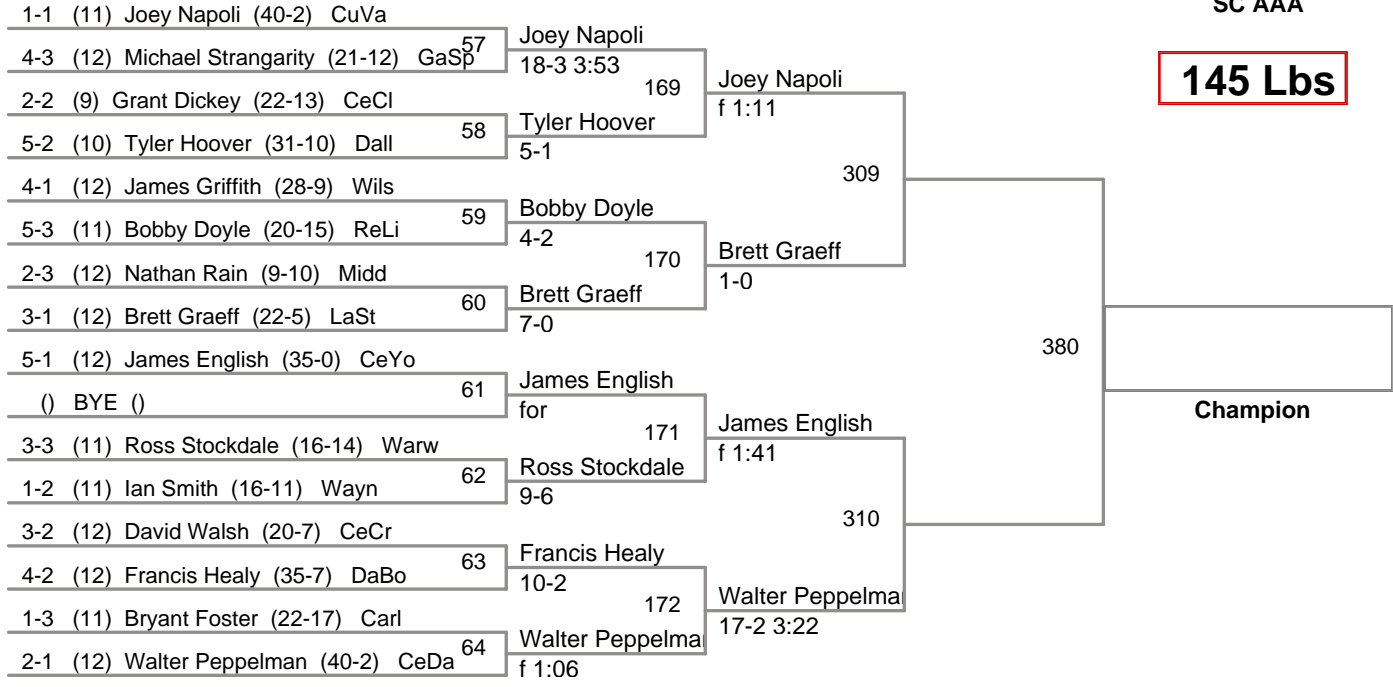 SC AAA
145 Lbs
1-1 (11) Joey Napoli (40-2) CuVa
57
4-3 (12) Michael Strangarity (21-12) GaSp
Joey Napoli
18-3 3:53
2-2 (9) Grant Dickey (22-13) CeCl
58
5-2 (10) Tyler Hoover (31-10) Dall
Tyler Hoover
5-1
169
Joey Napoli
f 1:11
4-1 (12) James Griffith (28-9) Wils
59
5-3 (11) Bobby Doyle (20-15) ReLi
Bobby Doyle
4-2
2-3 (12) Nathan Rain (9-10) Midd
60
3-1 (12) Brett Graeff (22-5) LaSt
Brett Graeff
7-0
170
Brett Graeff
1-0
309
5-1 (12) James English (35-0) CeYo
61
() BYE ()
James English
for
3-3 (11) Ross Stockdale (16-14) Warw
62
1-2 (11) Ian Smith (16-11) Wayn
Ross Stockdale
9-6
171
James English
f 1:41
3-2 (12) David Walsh (20-7) CeCr
63
4-2 (12) Francis Healy (35-7) DaBo
Francis Healy
10-2
1-3 (11) Bryant Foster (22-17) Carl
64
2-1 (12) Walter Peppelman (40-2) CeDa
Walter Peppelma
f 1:06
172
Walter Peppelma
17-2 3:22
310
380
Champion